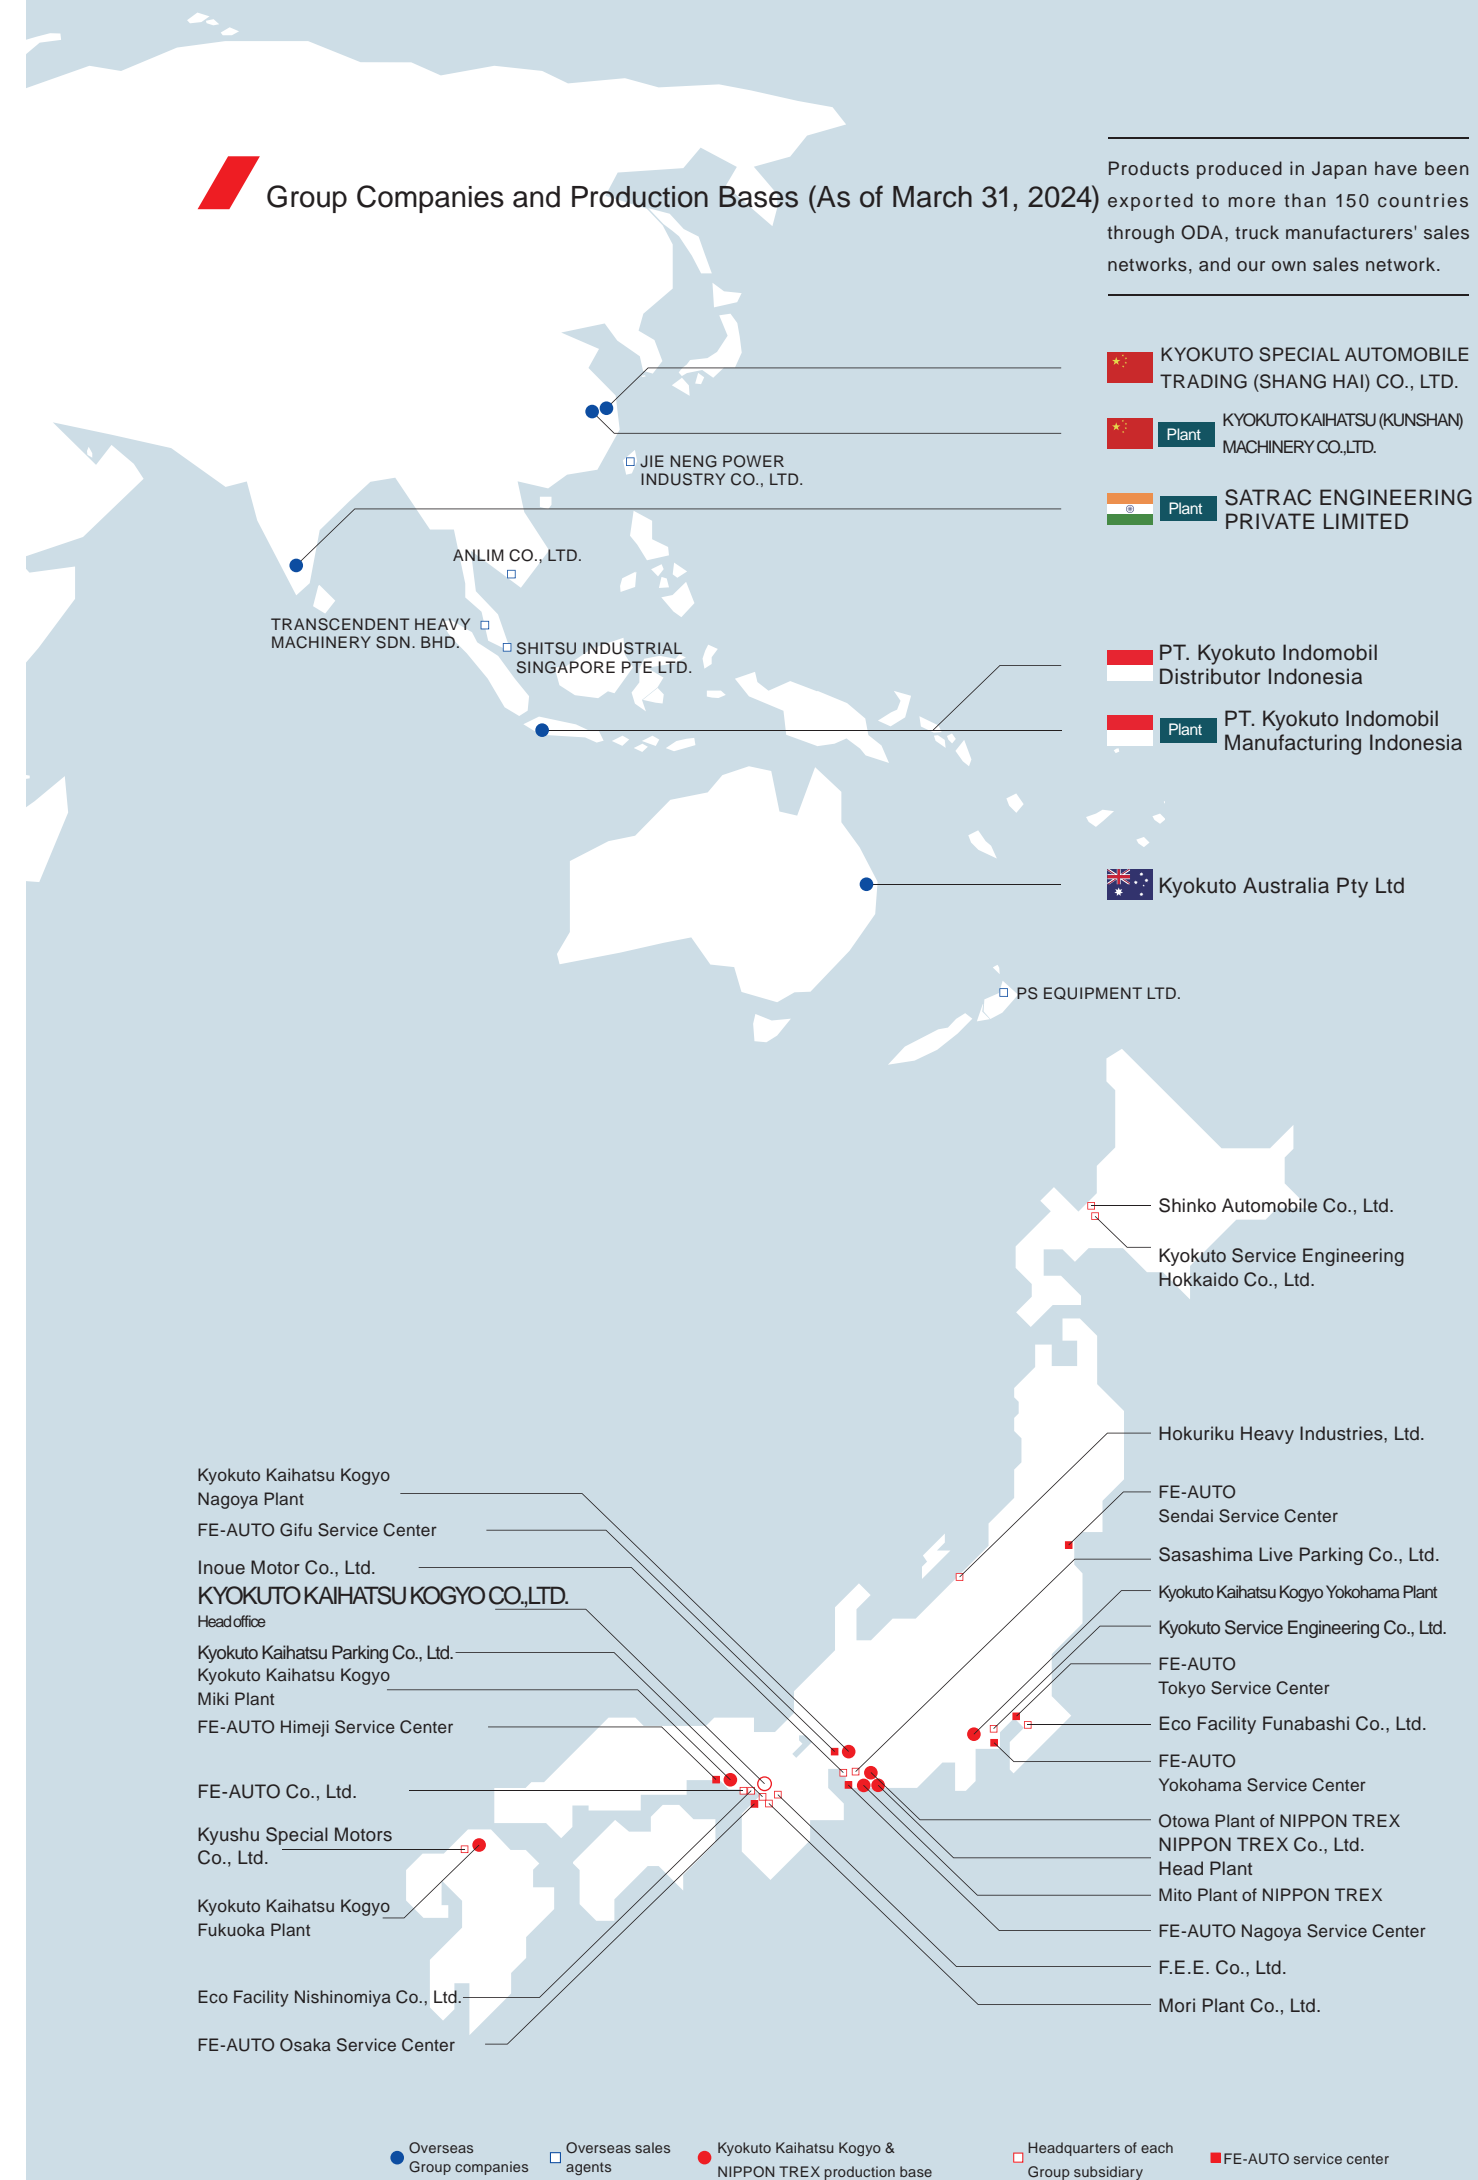 Group Companies and Production Bases (As of March 31, 2024)
Products produced in Japan have been
exported to more than 150 countries
through ODA, truck manufacturers' sales
networks, and our own sales network.
KYOKUTO SPECIAL AUTOMOBILE
TRADING (SHANG HAI) CO., LTD.
Plant
KYOKUTO KAIHATSU (KUNSHAN)
MACHINERY CO.,LTD.
JIE NENG POWER
INDUSTRY CO., LTD.
Plant
SATRAC ENGINEERING
PRIVATE LIMITED
ANLIM CO., LTD.
TRANSCENDENT HEAVY
MACHINERY SDN. BHD.
SHITSU INDUSTRIAL
SINGAPORE PTE LTD.
PT. Kyokuto Indomobil
Distributor Indonesia
Plant
PT. Kyokuto Indomobil
Manufacturing Indonesia
Kyokuto Australia Pty Ltd
PS EQUIPMENT LTD.
Shinko Automobile Co., Ltd.
Kyokuto Service Engineering
Hokkaido Co., Ltd.
Kyokuto Kaihatsu Kogyo
Nagoya Plant
FE-AUTO Gifu Service Center
Inoue Motor Co., Ltd.
KYOKUTO KAIHATSU KOGYO CO.,LTD.
Head office
Kyokuto Kaihatsu Parking Co., Ltd.
Kyokuto Kaihatsu Kogyo
Miki Plant
FE-AUTO Himeji Service Center
FE-AUTO Co., Ltd.
Kyushu Special Motors
Co., Ltd.
Kyokuto Kaihatsu Kogyo
Fukuoka Plant
Eco Facility Nishinomiya Co., Ltd.
FE-AUTO Osaka Service Center
Hokuriku Heavy Industries, Ltd.
FE-AUTO
Sendai Service Center
Sasashima Live Parking Co., Ltd.
Kyokuto Kaihatsu Kogyo Yokohama Plant
Kyokuto Service Engineering Co., Ltd.
FE-AUTO
Tokyo Service Center
Eco Facility Funabashi Co., Ltd.
FE-AUTO
Yokohama Service Center
Otowa Plant of NIPPON TREX
NIPPON TREX Co., Ltd.
Head Plant
Mito Plant of NIPPON TREX
FE-AUTO Nagoya Service Center
F.E.E. Co., Ltd.
Mori Plant Co., Ltd.
Overseas
Group companies
Overseas sales
agents
Kyokuto Kaihatsu Kogyo &
NIPPON TREX production base
Headquarters of each
Group subsidiary
FE-AUTO service center